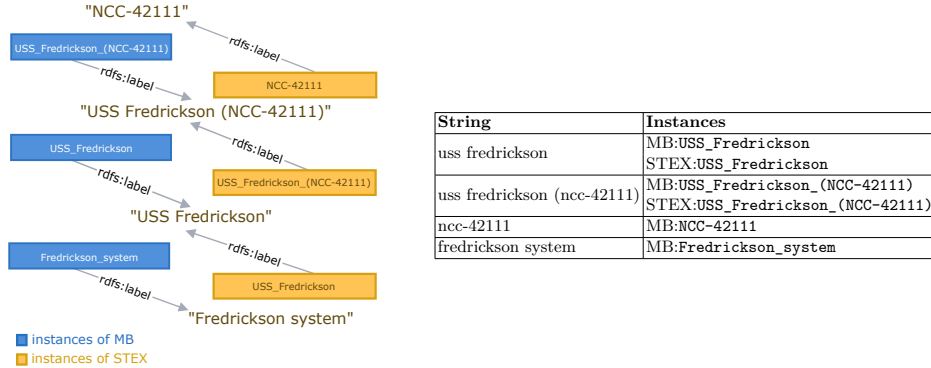 "NCC-42111"
USS_Fredrickson_(NCC-42111)
rdfs:label
rdfs:label
NCC-42111
"USS Fredrickson (NCC-42111)"
USS_Fredrickson
rdfs:label
rdfs:label
USS_Fredrickson_(NCC-42111)
"USS Fredrickson"
Fredrickson_system
rdfs:label
rdfs:label
USS_Fredrickson
"Fredrickson system"
instances of MB
instances of STEX
String Instances
uss fredrickson MB:USS_Fredrickson
STEX:USS_Fredrickson
uss fredrickson (ncc-42111) MB:USS_Fredrickson_(NCC-42111)
STEX:USS_Fredrickson_(NCC-42111)
ncc-42111 MB:NCC-42111
fredrickson system MB:Fredrickson_system